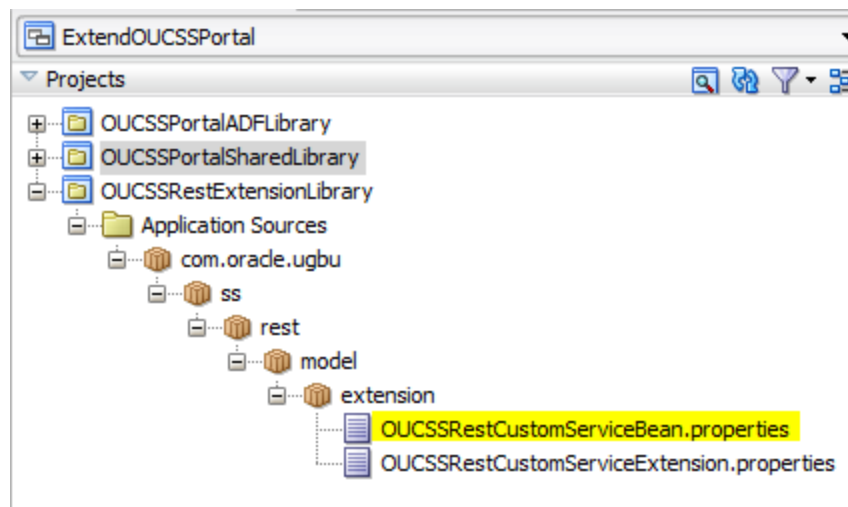 ExtendOUCSSPortal
Projects
OUCSSPortalADFLibrary
OUCSSPortalSharedLibrary
OUCSSRestExtensionLibrary
Application Sources
com.oracle.ugbu
ss
rest
model
extension
OUCSSRestCustomServiceBean.properties
OUCSSRestCustomServiceExtension.properties